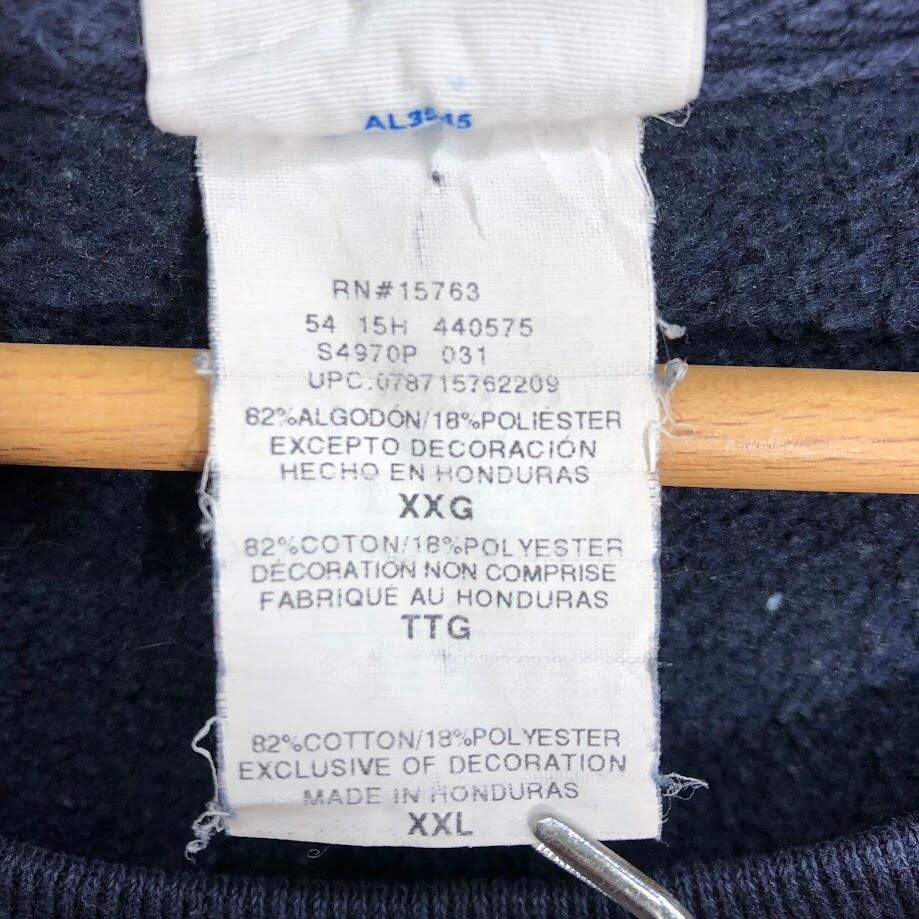 RN#15763
54 15H 440575
S4970P 031
UPC.078715762209
82%ALGODÓN/18%POLIÉSTER
EXCEPTO DECORACIÓN
HECHO EN HONDURAS
XXG
82%COTON/18%POLYESTER
DÉCORATION NON COMPRISE
FABRIQUÉ AU HONDURAS
TTG
82%COTTON/18%POLYESTER
EXCLUSIVE OF DECORATION
MADE IN HONDURAS
XXL